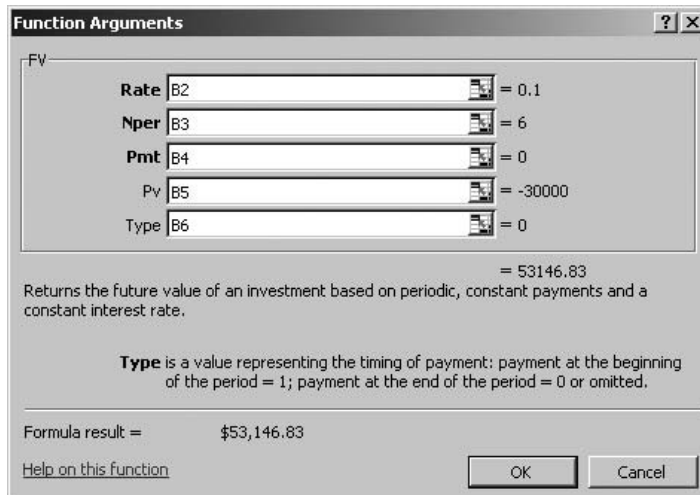 Function Arguments ? X
FV
Rate B2 = 0.1
Nper B3 = 6
Pmt B4 = 0
Pv B5 = -30000
Type B6 = 0
= 53146.83
Returns the future value of an investment based on periodic, constant payments and a
constant interest rate.
Type is a value representing the timing of payment: payment at the beginning
of the period = 1; payment at the end of the period = 0 or omitted.
Formula result = $53,146.83
Help on this function OK Cancel